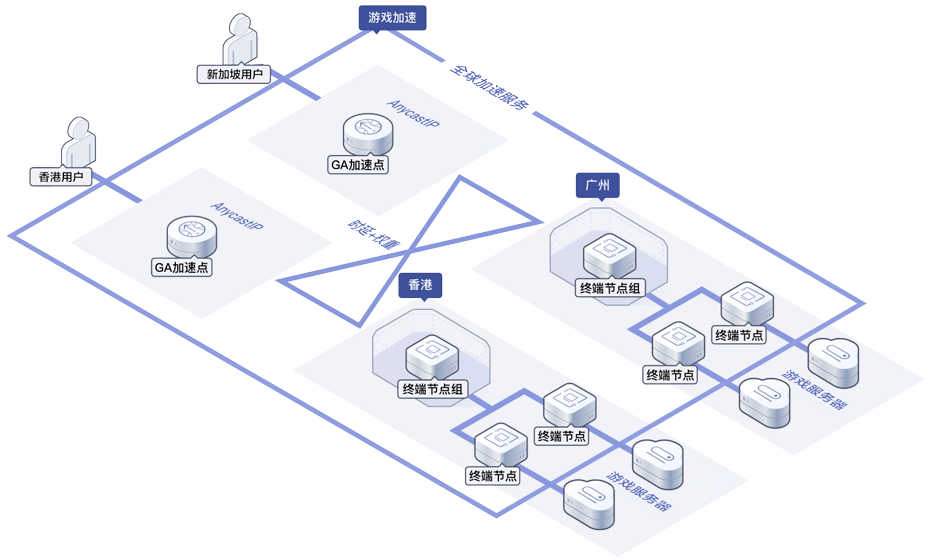 游戏加速
新加坡用户
全球加速服务
AnycastIP
GA加速点
香港用户
AnycastIP
GA加速点
时延+权重
广州
终端节点组
终端节点
终端节点
游戏服务器
香港
终端节点组
终端节点
终端节点
游戏服务器